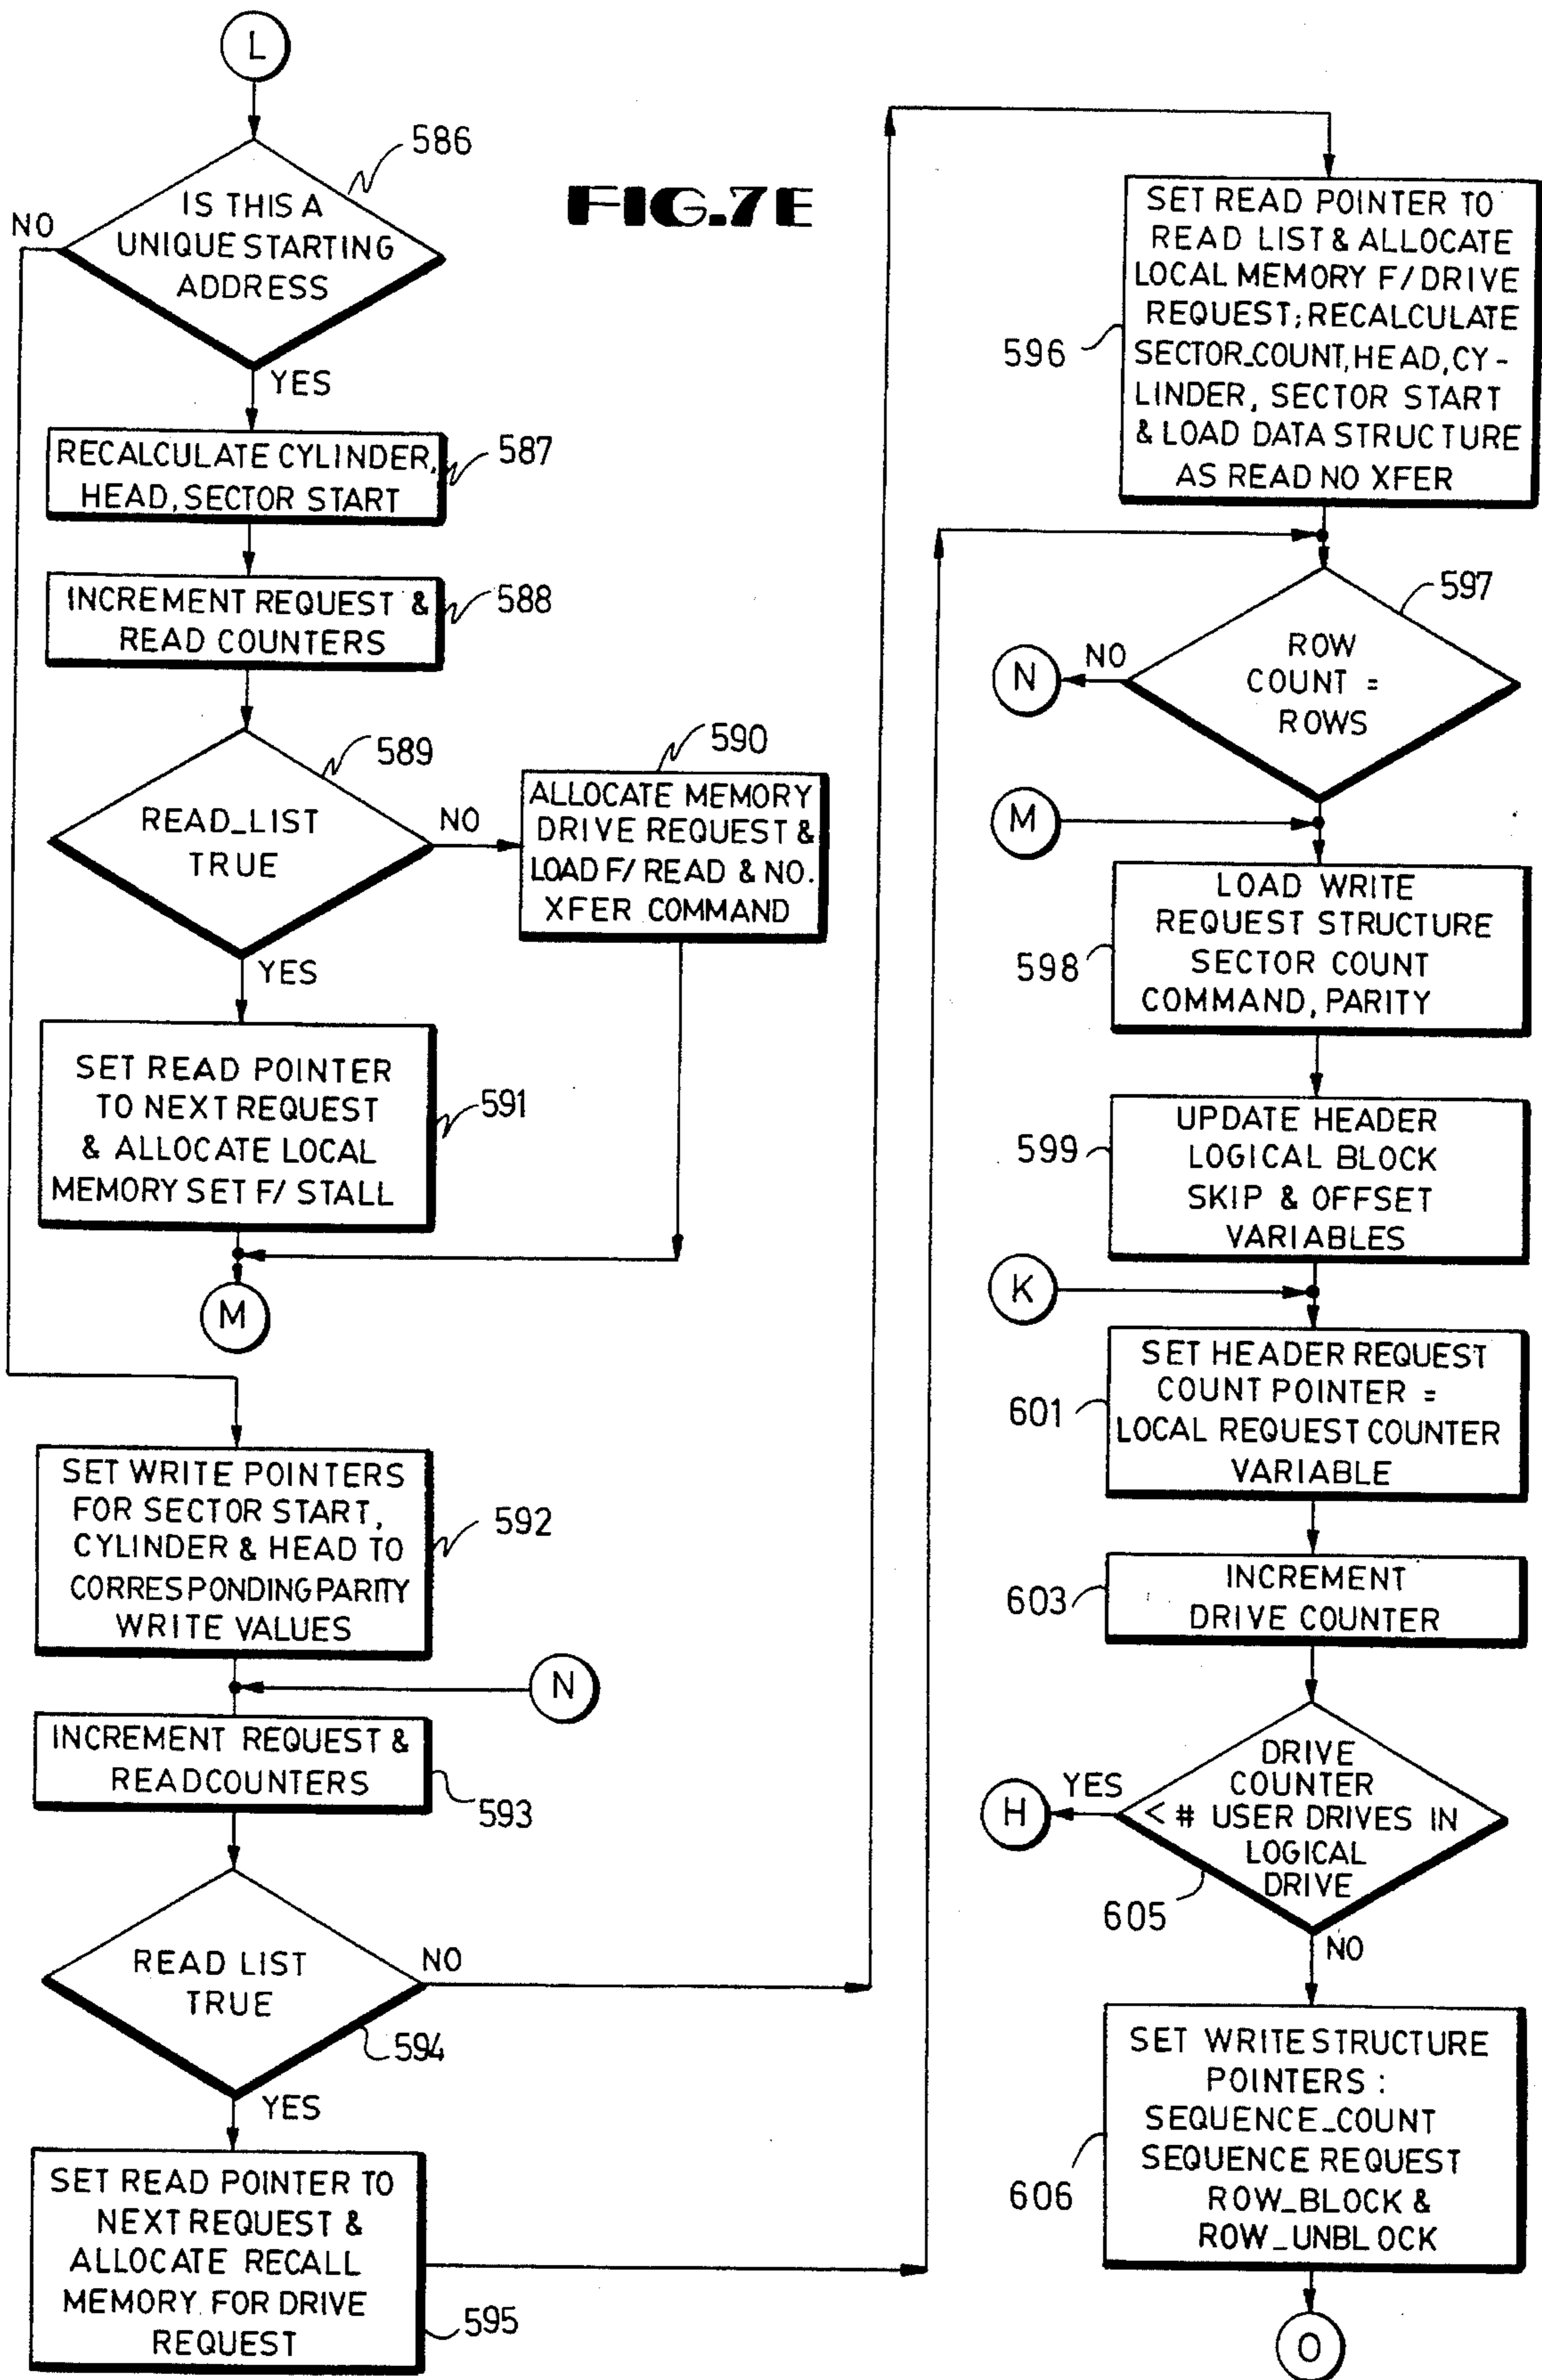 L
586
FIG.7E
IS THIS A
UNIQUE STARTING
ADDRESS
NO
YES
RECALCULATE CYLINDER,
HEAD, SECTOR START
587
INCREMENT REQUEST &
READ COUNTERS
588
589
READ_LIST
TRUE
NO
YES
590
ALLOCATE MEMORY
DRIVE REQUEST &
LOAD F/ READ & NO.
XFER COMMAND
SET READ POINTER
TO NEXT REQUEST
& ALLOCATE LOCAL
MEMORY SET F/ STALL
591
M
SET WRITE POINTERS
FOR SECTOR START,
CYLINDER & HEAD TO
CORRESPONDING PARITY
WRITE VALUES
592
N
INCREMENT REQUEST &
READCOUNTERS
593
READ LIST
TRUE
NO
594
YES
SET READ POINTER TO
NEXT REQUEST &
ALLOCATE RECALL
MEMORY FOR DRIVE
REQUEST
595
SET READ POINTER TO
READ LIST & ALLOCATE
LOCAL MEMORY F/ DRIVE
REQUEST; RECALCULATE
SECTOR_COUNT, HEAD, CY-
LINDER, SECTOR START
& LOAD DATA STRUCTURE
AS READ NO XFER
596
597
ROW
COUNT =
ROWS
NO
N
M
LOAD WRITE
REQUEST STRUCTURE
SECTOR COUNT
COMMAND, PARITY
598
UPDATE HEADER
LOGICAL BLOCK
SKIP & OFFSET
VARIABLES
599
K
SET HEADER REQUEST
COUNT POINTER =
LOCAL REQUEST COUNTER
VARIABLE
601
INCREMENT
DRIVE COUNTER
603
DRIVE
COUNTER
< # USER DRIVES IN
LOGICAL
DRIVE
YES
H
605
NO
SET WRITE STRUCTURE
POINTERS :
SEQUENCE_COUNT
SEQUENCE REQUEST
ROW_BLOCK &
ROW_UNBLOCK
606
O